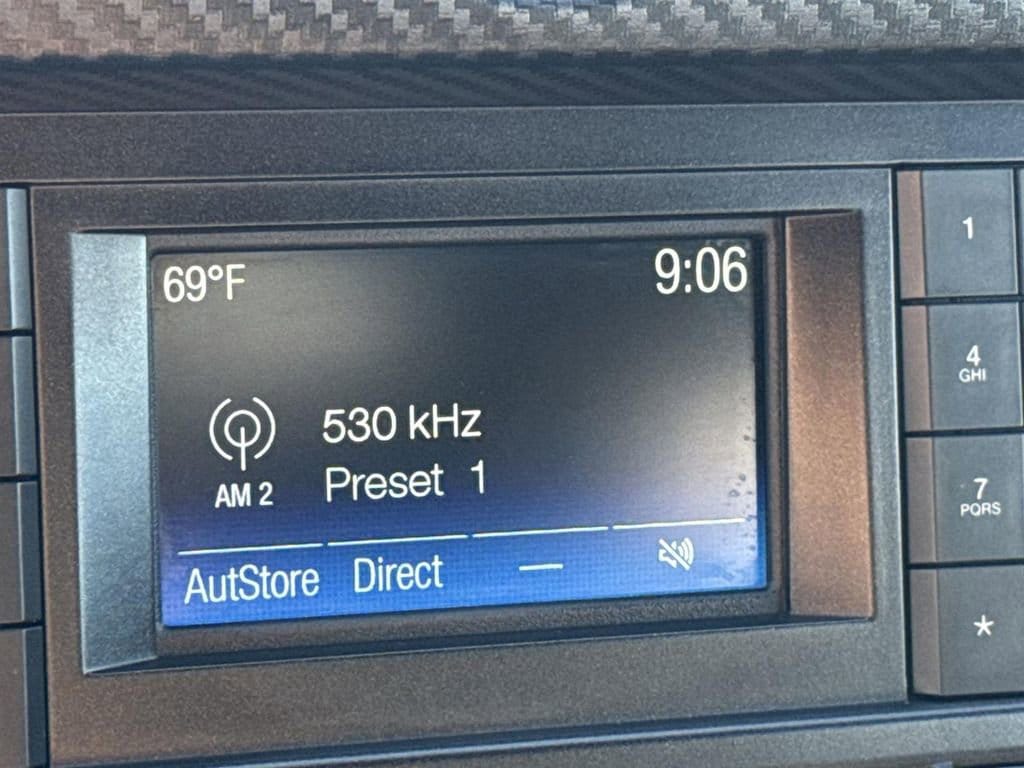 69°F 9:06
530 kHz
AM 2 Preset 1
AutStore Direct —
1
4
GHI
7
PQRS
*